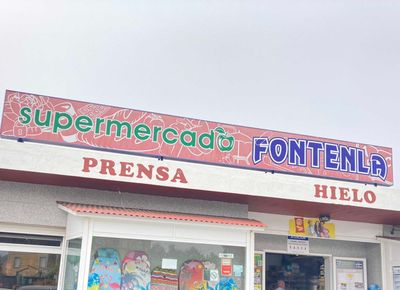 supermercado FONTENLA
PRENSA HIELO